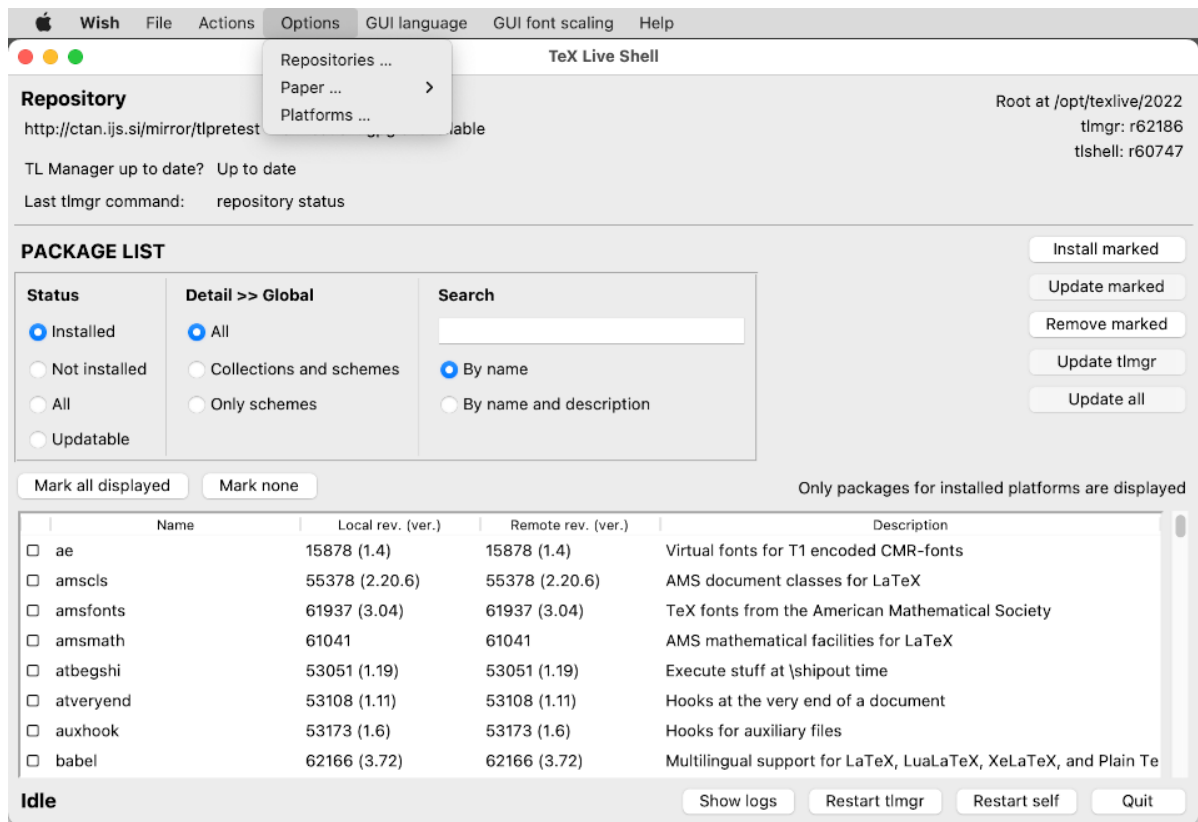 Wish File Actions Options GUI language GUI font scaling Help
TeX Live Shell
Repositories ...
Paper ...
Platforms ...
Repository
http://ctan.ijs.si/mirror/tlpretest
Root at /opt/texlive/2022
tlmgr: r62186
tlshell: r60747
TL Manager up to date? Up to date
Last tlmgr command: repository status
PACKAGE LIST
Install marked
Update marked
Remove marked
Update tlmgr
Update all
Status
Installed
Not installed
All
Updatable
Detail >> Global
All
Collections and schemes
Only schemes
Search
By name
By name and description
Mark all displayed Mark none
Only packages for installed platforms are displayed
Name Local rev. (ver.) Remote rev. (ver.) Description
ae 15878 (1.4) 15878 (1.4) Virtual fonts for T1 encoded CMR-fonts
amscls 55378 (2.20.6) 55378 (2.20.6) AMS document classes for LaTeX
amsfonts 61937 (3.04) 61937 (3.04) TeX fonts from the American Mathematical Society
amsmath 61041 61041 AMS mathematical facilities for LaTeX
atbegshi 53051 (1.19) 53051 (1.19) Execute stuff at \shipout time
atveryend 53108 (1.11) 53108 (1.11) Hooks at the very end of a document
auxhook 53173 (1.6) 53173 (1.6) Hooks for auxiliary files
babel 62166 (3.72) 62166 (3.72) Multilingual support for LaTeX, LuaLaTeX, XeLaTeX, and Plain Te
Idle Show logs Restart tlmgr Restart self Quit